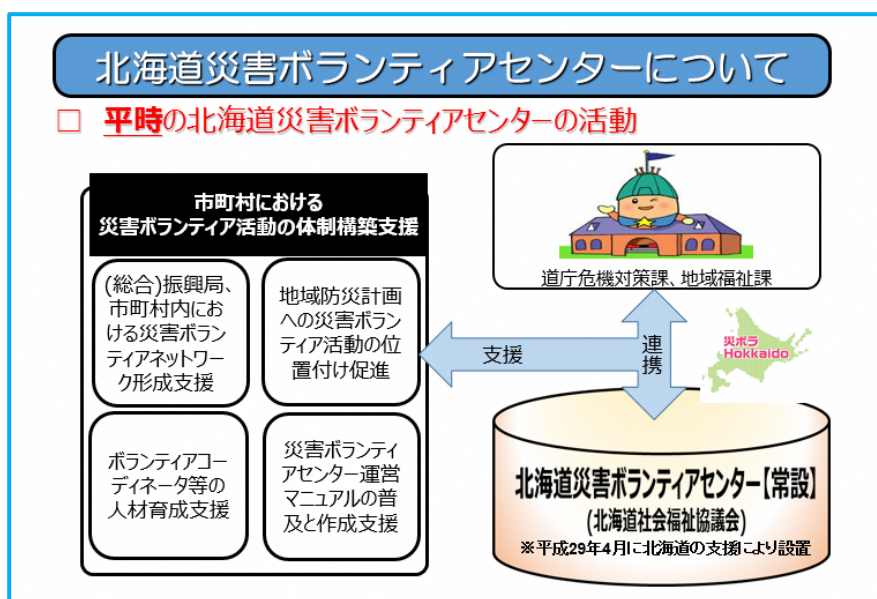 北海道災害ボランティアセンターについて
□ 平時の北海道災害ボランティアセンターの活動
市町村における
災害ボランティア活動の体制構築支援
(総合)振興局、
市町村内にお
ける災害ボラン
ティアネットワー
ク形成支援
地域防災計画
への災害ボラン
ティア活動の位
置付け促進
ボランティアコー
ディネータ等の
人材育成支援
災害ボランティ
アセンター運営
マニュアルの普
及と作成支援
道庁危機対策課、地域福祉課
支援
連
携
災ボラ
Hokkaido
北海道災害ボランティアセンター【常設】
(北海道社会福祉協議会)
※平成29年4月に北海道の支援により設置